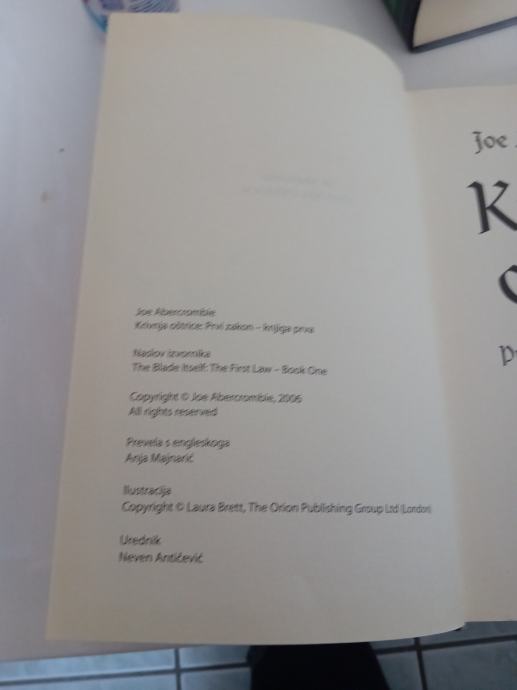 Joe Abercrombie
Krivnja oštrice: Prvi zakon – knjiga prva
Naslov izvornika
The Blade Itself: The First Law – Book One
Copyright © Joe Abercrombie, 2006
All rights reserved
Prevela s engleskoga
Anja Majnarić
Ilustracija
Copyright © Laura Brett, The Orion Publishing Group Ltd (London)
Urednik
Neven Antičević
Joe
K